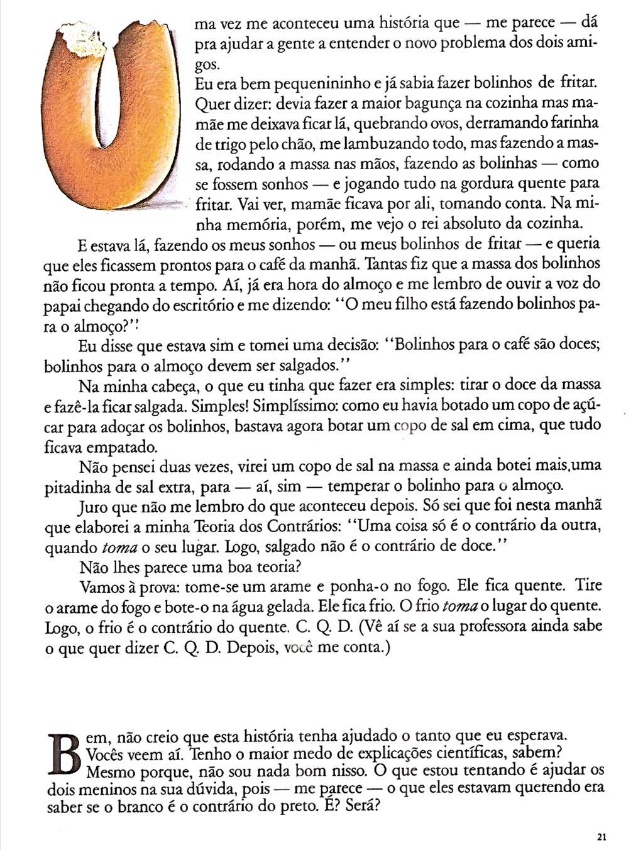 Uma vez me aconteceu uma história que — me parece — dá
pra ajudar a gente a entender o novo problema dos dois ami-
gos.
Eu era bem pequenininho e já sabia fazer bolinhos de fritar.
Quer dizer: devia fazer a maior bagunça na cozinha mas ma-
mãe me deixava ficar lá, quebrando ovos, derramando farinha
de trigo pelo chão, me lambuzando todo, mas fazendo a mas-
sa, rodando a massa nas mãos, fazendo as bolinhas — como
se fossem sonhos — e jogando tudo na gordura quente para
fritar. Vai ver, mamãe ficava por ali, tomando conta. Na mi-
nha memória, porém, me vejo o rei absoluto da cozinha.
E estava lá, fazendo os meus sonhos — ou meus bolinhos de fritar — e queria
que eles ficassem prontos para o café da manhã. Tantas fiz que a massa dos bolinhos
não ficou pronta a tempo. Aí, já era hora do almoço e me lembro de ouvir a voz do
papai chegando do escritório e me dizendo: "O meu filho está fazendo bolinhos pa-
ra o almoço?"!
Eu disse que estava sim e tomei uma decisão: "Bolinhos para o café são doces;
bolinhos para o almoço devem ser salgados."
Na minha cabeça, o que eu tinha que fazer era simples: tirar o doce da massa
e fazê-la ficar salgada. Simples! Simplíssimo: como eu havia botado um copo de açú-
car para adoçar os bolinhos, bastava agora botar um copo de sal em cima, que tudo
ficava empatado.
Não pensei duas vezes, virei um copo de sal na massa e ainda botei mais uma
pitadinha de sal extra, para — aí, sim — temperar o bolinho para o almoço.
Juro que não me lembro do que aconteceu depois. Só sei que foi nesta manhã
que elaborei a minha Teoria dos Contrários: "Uma coisa só é o contrário da outra,
quando toma o seu lugar. Logo, salgado não é o contrário de doce."
Não lhes parece uma boa teoria?
Vamos à prova: tome-se um arame e ponha-o no fogo. Ele fica quente. Tire
o arame do fogo e bote-o na água gelada. Ele fica frio. O frio toma o lugar do quente.
Logo, o frio é o contrário do quente. C. Q. D. (Vê aí se a sua professora ainda sabe
o que quer dizer C. Q. D. Depois, você me conta.)
Bem, não creio que esta história tenha ajudado o tanto que eu esperava.
Vocês veem aí. Tenho o maior medo de explicações científicas, sabem?
Mesmo porque, não sou nada bom nisso. O que estou tentando é ajudar os
dois meninos na sua dúvida, pois — me parece — o que eles estavam querendo era
saber se o branco é o contrário do preto. É? Será?
21